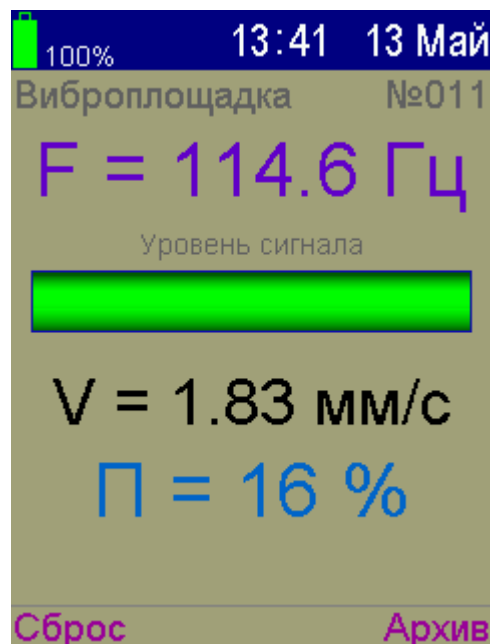 100% 13:41 13 Май
Виброплощадка №011
F = 114.6 Гц
Уровень сигнала
V = 1.83 мм/с
П = 16 %
Сброс Архив